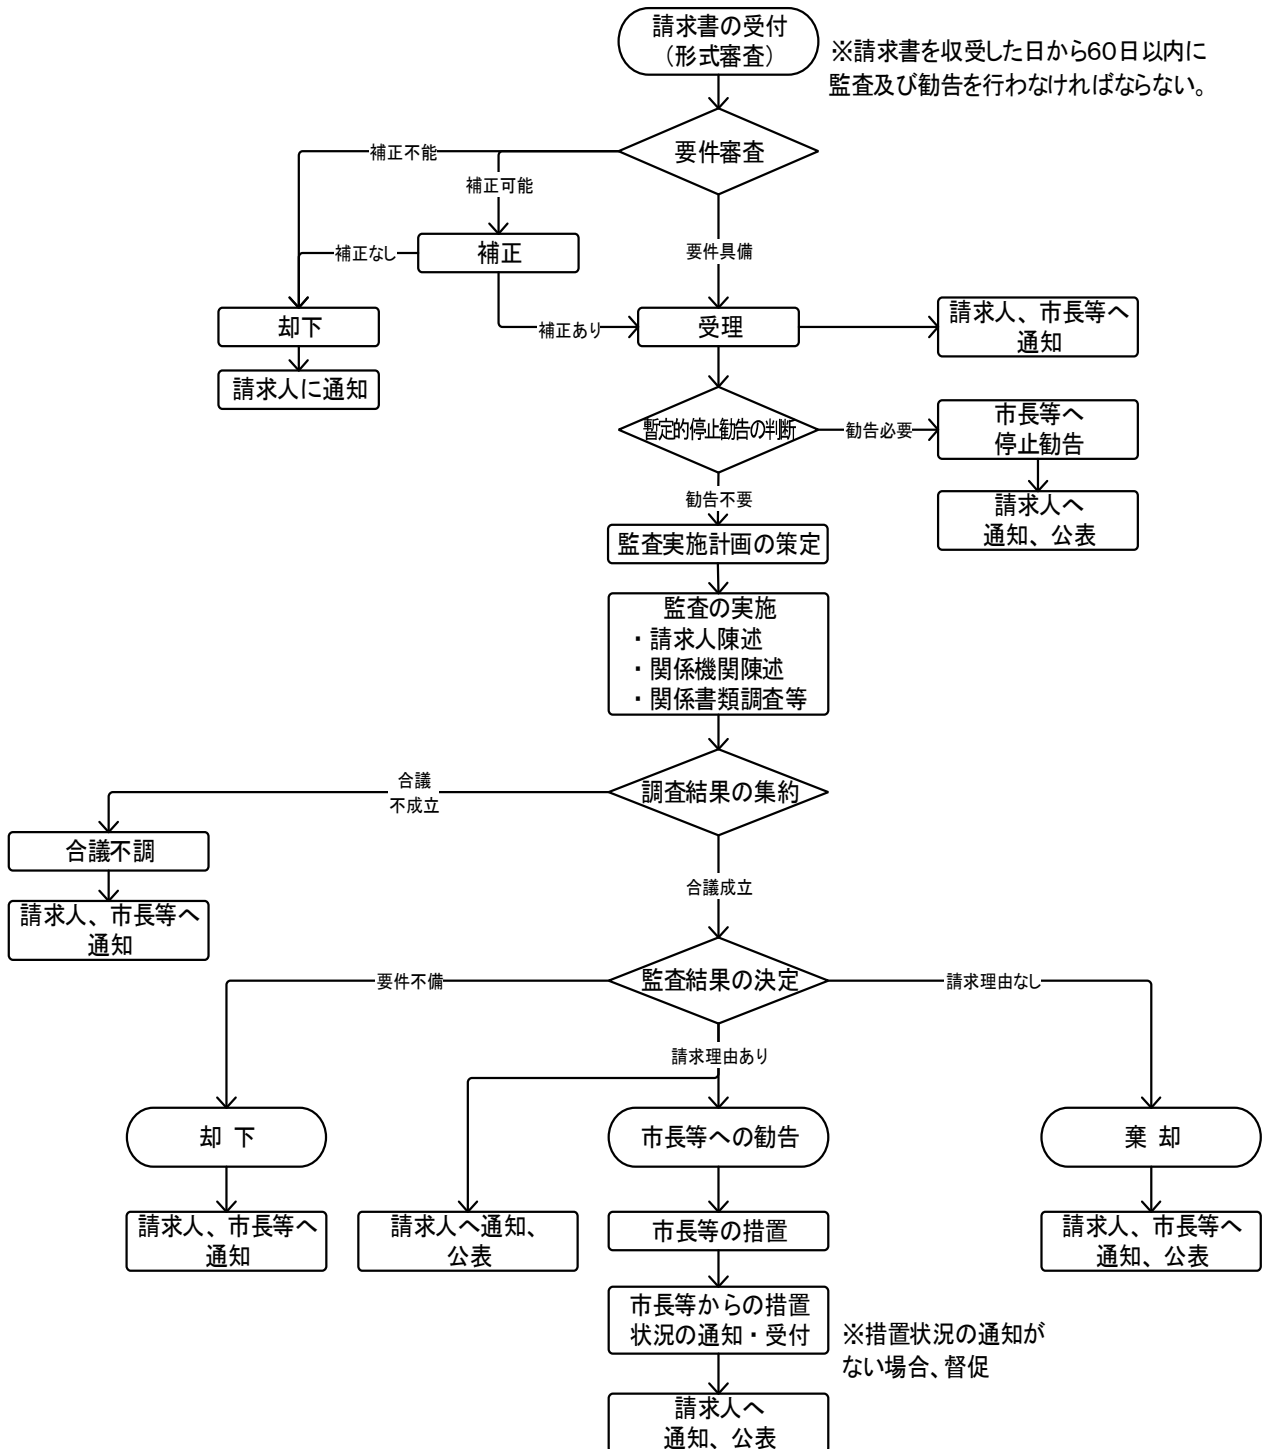 請求書の受付
（形式審査）
※請求書を収受した日から60日以内に
監査及び勧告を行わなければならない。
要件審査
補正不能
補正可能
補正
補正なし
要件具備
補正あり
却下
受理
請求人、市長等へ
通知
請求人に通知
暫定的停止勧告の判断
勧告必要
市長等へ
停止勧告
勧告不要
請求人へ
通知、公表
監査実施計画の策定
監査の実施
・請求人陳述
・関係機関陳述
・関係書類調査等
調査結果の集約
合議
不成立
合議不調
合議成立
請求人、市長等へ
通知
監査結果の決定
要件不備
請求理由なし
請求理由あり
却 下
市長等への勧告
棄 却
請求人、市長等へ
通知
請求人へ通知、
公表
市長等の措置
請求人、市長等へ
通知、公表
市長等からの措置
状況の通知・受付
※措置状況の通知が
ない場合、督促
請求人へ
通知、公表